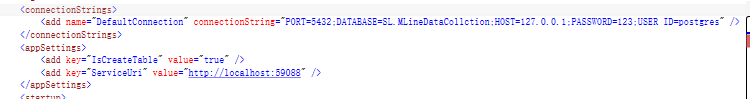 <connectionStrings>
<add name="DefaultConnection" connectionString="PORT=5432;DATABASE=SL.MLineDataCollction;HOST=127.0.0.1;PASSWORD=123;USER ID=postgres" />
</connectionStrings>
<appSettings>
<add key="IsCreateTable" value="true" />
<add key="ServiceUri" value="http://localhost:59088" />
</appSettings>
<startup>